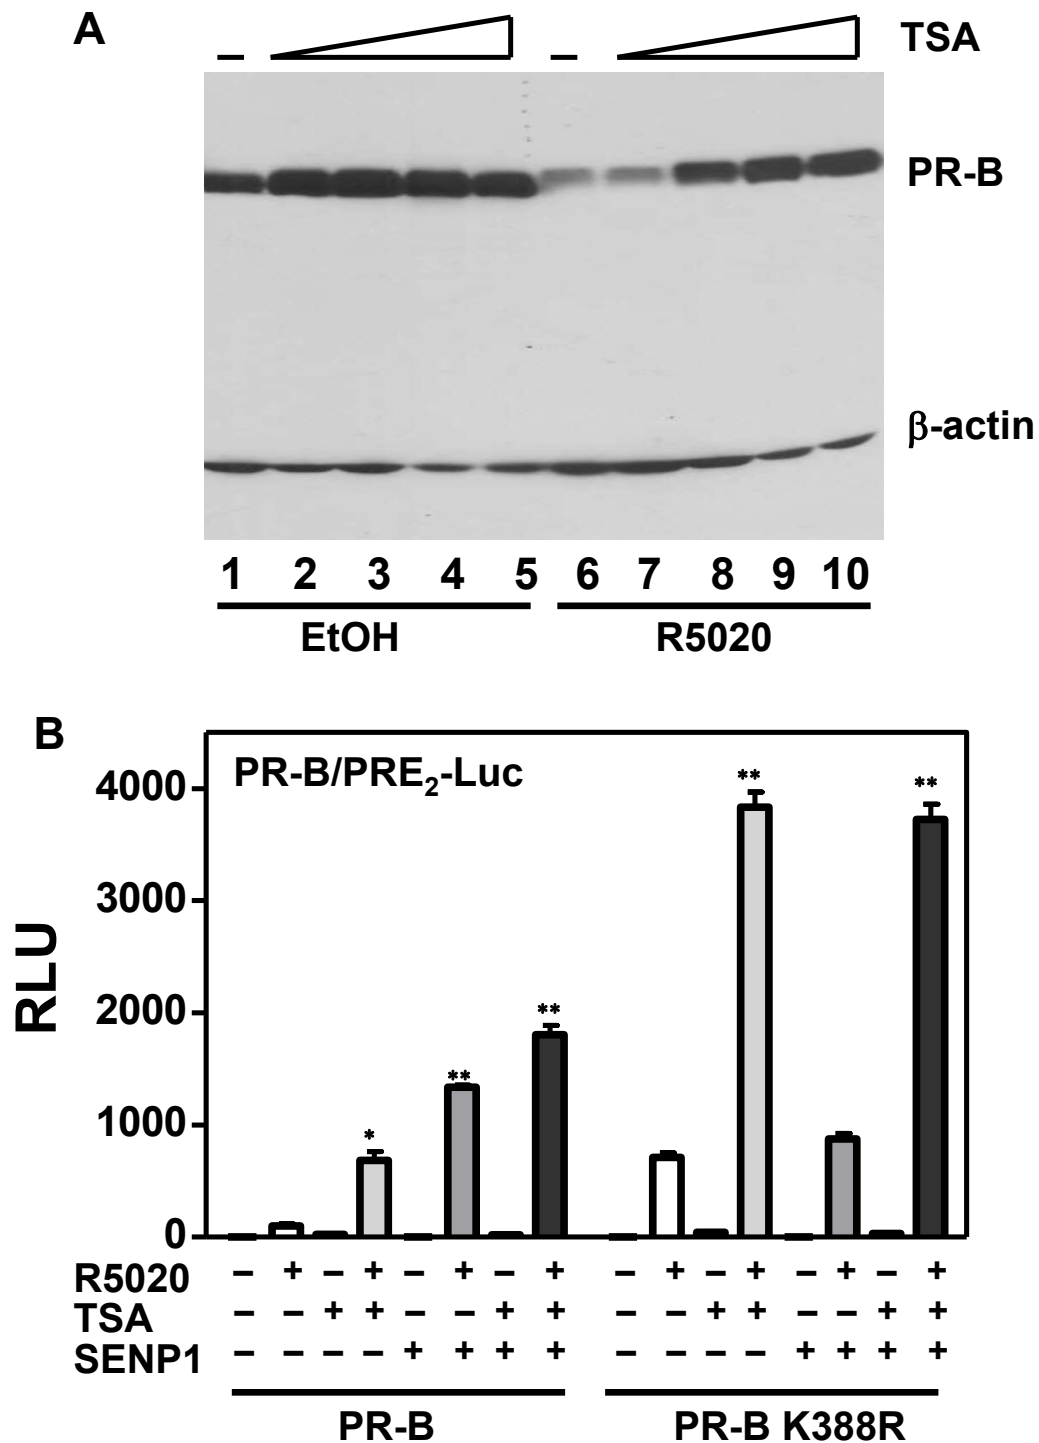 A
– – TSA
PR-B
β-actin
1 2 3 4 5 6 7 8 9 10
EtOH R5020
B
PR-B/PRE2-Luc
RLU
4000
3000
2000
1000
0
* ** ** ** **
R5020 – + – + – + – + – + – + – + – +
TSA – – + + – – + + – – + + – – + +
SENP1 – – – – + + + + – – – – + + + +
PR-B PR-B K388R